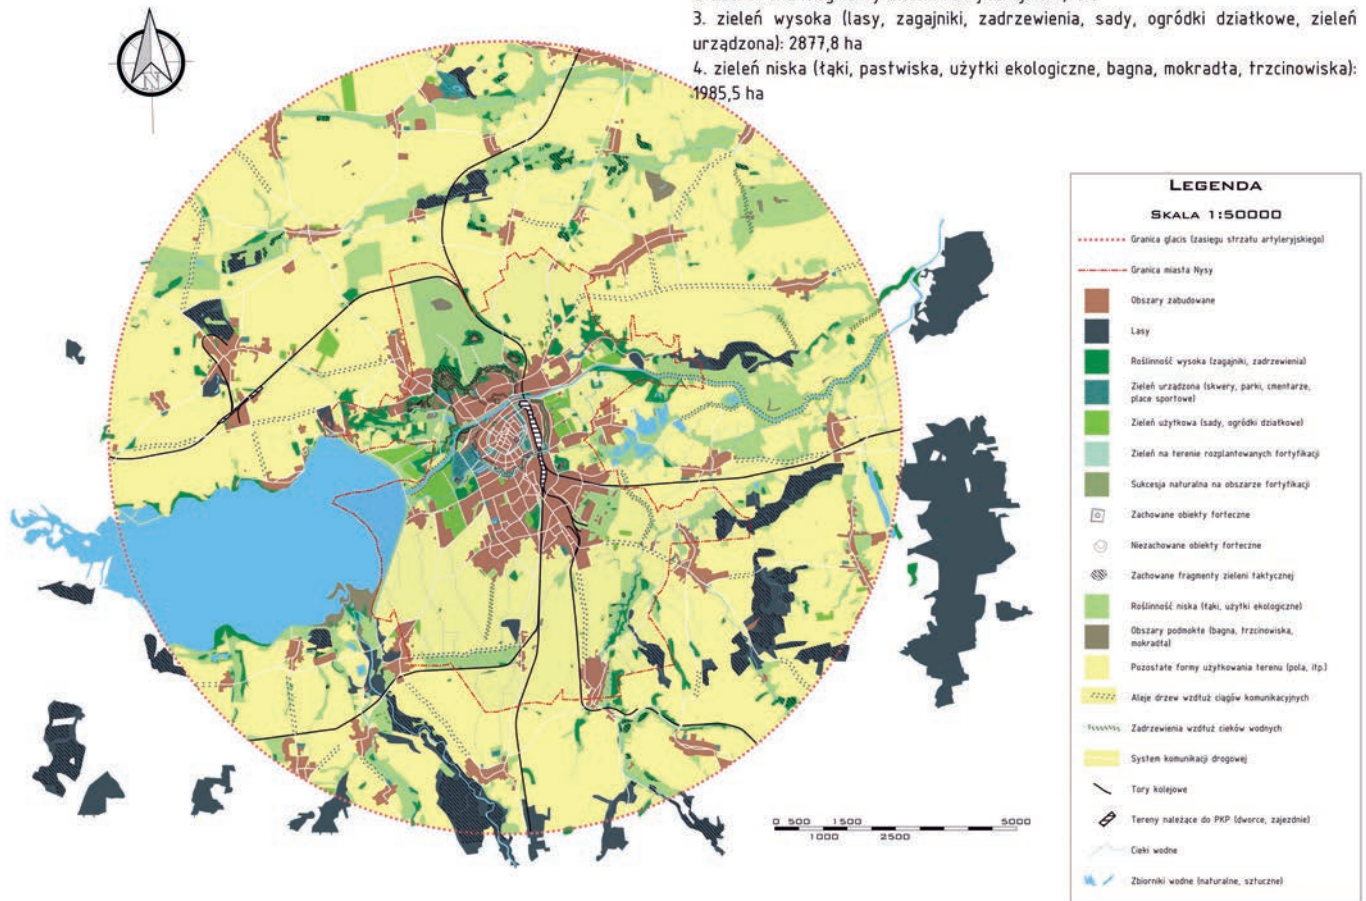 3. zieleń wysoka (lasy, zagajniki, zadrzewienia, sady, ogródki działkowe, zieleń
urządzona): 2877,8 ha
4. zieleń niska (łąki, pastwiska, użytki ekologiczne, bagna, mokradła, trzcinowiska):
1985,5 ha
N
LEGENDA
SKALA 1:50000
Granica glacis (zasięgu strzału artyleryjskiego)
Granica miasta Nysy
Obszary zabudowane
Lasy
Roślinność wysoka (zagajniki, zadrzewienia)
Zieleń urządzona (skwery, parki, cmentarze,
place sportowe)
Zieleń użytkowa (sady, ogródki działkowe)
Zieleń na terenie rozplantowanych fortyfikacji
Sukcesja naturalna na obszarze fortyfikacji
Zachowane obiekty forteczne
Niezachowane obiekty forteczne
Zachowane fragmenty zieleni taktycznej
Roślinność niska (łąki, użytki ekologiczne)
Obszary podmokłe (bagna, trzcinowiska,
mokradła)
Pozostałe formy użytkowania terenu (pola, itp.)
Aleje drzew wzdłuż ciągów komunikacyjnych
Zadrzewienia wzdłuż cieków wodnych
System komunikacji drogowej
Tory kolejowe
Tereny należące do PKP (dworce, zajezdnie)
Cieki wodne
Zbiorniki wodne (naturalne, sztuczne)
0 500 1500 5000
1000 2500